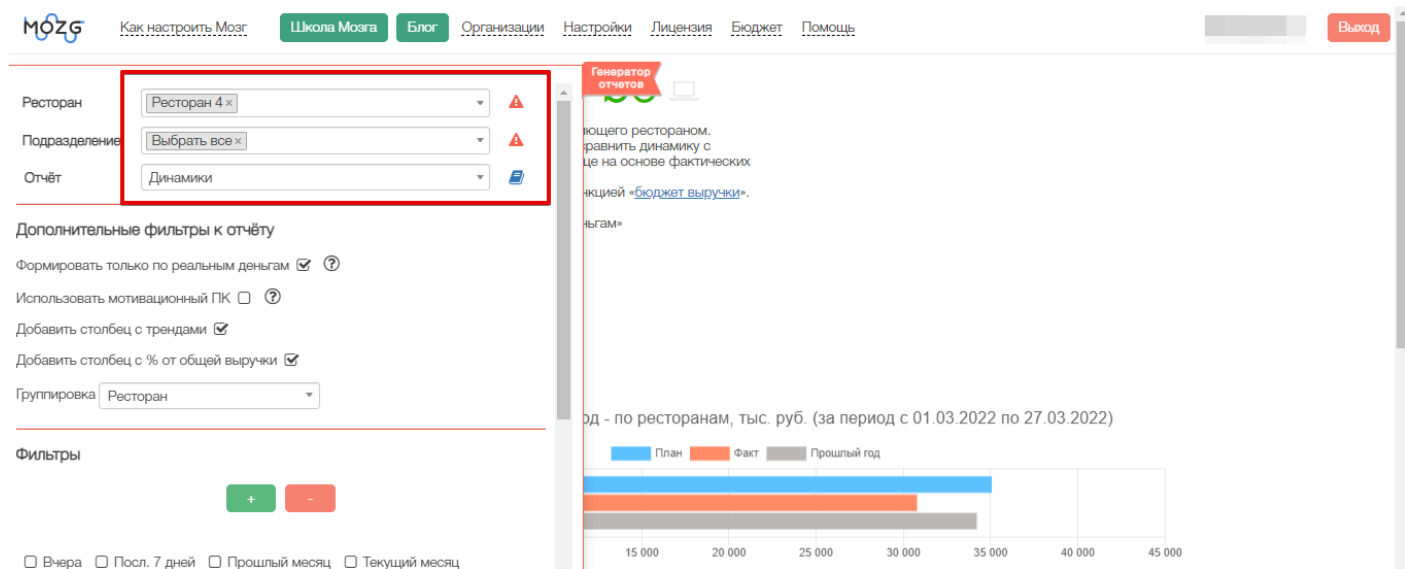 MOZG Как настроить Мозг Школа Мозга Блог Организации Настройки Лицензия Бюджет Помощь Выход
Генератор
отчетов
Ресторан Ресторан 4 ×
Подразделение Выбрать все ×
Отчёт Динамики
Дополнительные фильтры к отчёту
Формировать только по реальным деньгам
Использовать мотивационный ПК
Добавить столбец с трендами
Добавить столбец с % от общей выручки
Группировка Ресторан
Фильтры
+ -
Вчера Посл. 7 дней Прошлый месяц Текущий месяц
ющего рестораном.
сравнить динамику с
це на основе фактических
нкцией «бюджет выручки».
ньгам»
од - по ресторанам, тыс. руб. (за период с 01.03.2022 по 27.03.2022)
План Факт Прошлый год
15 000 20 000 25 000 30 000 35 000 40 000 45 000